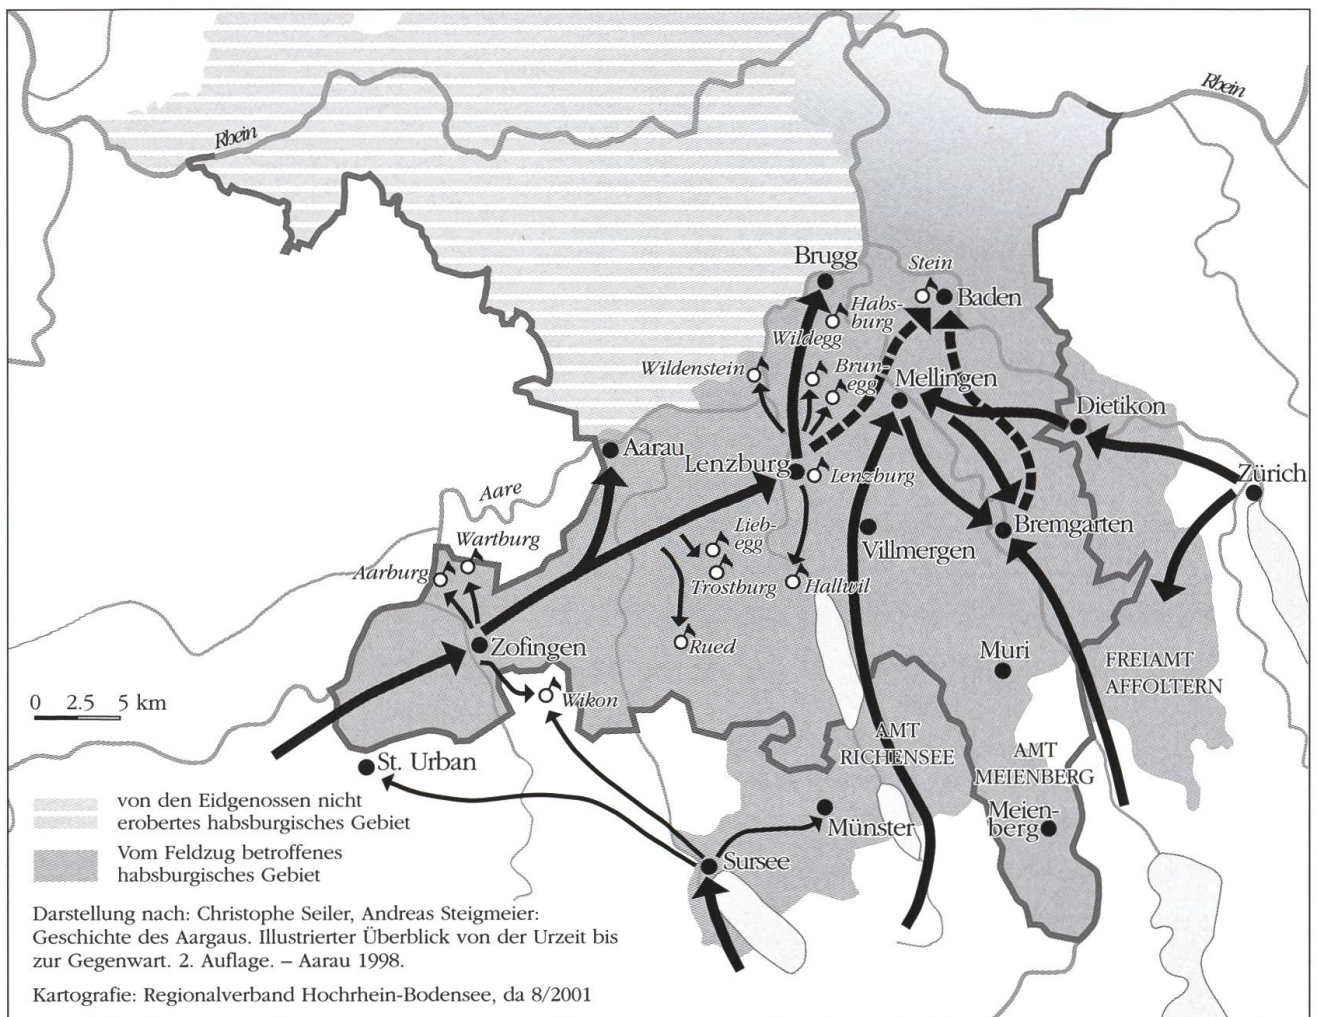 Rhein
Rhein
Brugg
Stein
Baden
Habs-
burg
Wildegg
Wildenstein
Brun-
egg
Mellingen
Dietikon
Aarau
Lenzburg
Lenzburg
Zürich
Aare
Wartburg
Lieb-
egg
Villmergen
Bremgarten
Aarburg
Trostburg
Hallwil
Zofingen
Rued
Muri
FREIAMT
AFFOLTERN
0 2.5 5 km
Wikon
AMT
RICHENSEE
AMT
MEIENBERG
St. Urban
Münster
Meien-
berg
Sursee
von den Eidgenossen nicht
erobertes habsburgisches Gebiet
Vom Feldzug betroffenes
habsburgisches Gebiet
Darstellung nach: Christophe Seiler, Andreas Steigmeier:
Geschichte des Aargaus. Illustrierter Überblick von der Urzeit bis
zur Gegenwart. 2. Auflage. – Aarau 1998.
Kartografie: Regionalverband Hochrhein-Bodensee, da 8/2001